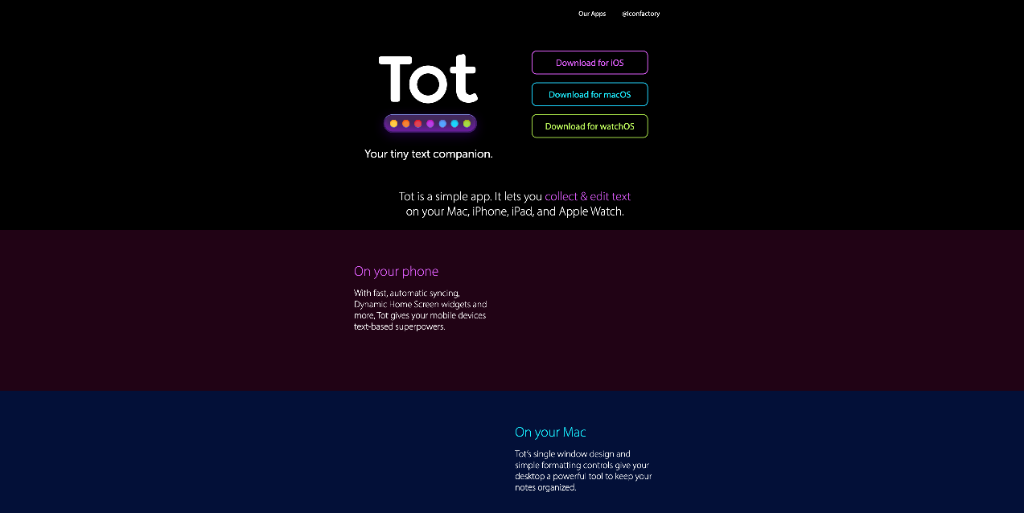 Our Apps
@Iconfactory
Tot
Download for iOS
Download for macOS
Download for watchOS
Your tiny text companion.
Tot is a simple app. It lets you collect & edit text
on your Mac, iPhone, iPad, and Apple Watch.
On your phone
With fast, automatic syncing,
Dynamic Home Screen widgets and
more, Tot gives your mobile devices
text-based superpowers.
On your Mac
Tot's single window design and
simple formatting controls give your
desktop a powerful tool to keep your
notes organized.